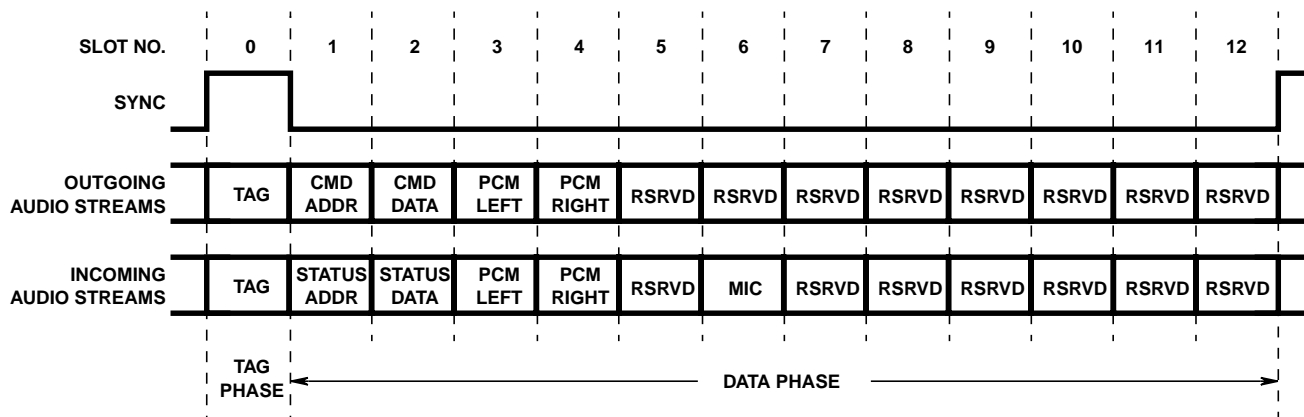 SLOT NO. 0 1 2 3 4 5 6 7 8 9 10 11 12
SYNC
OUTGOING
AUDIO STREAMS
TAG
CMD
ADDR
CMD
DATA
PCM
LEFT
PCM
RIGHT
RSRVD RSRVD RSRVD RSRVD RSRVD RSRVD RSRVD RSRVD
INCOMING
AUDIO STREAMS
TAG
STATUS
ADDR
STATUS
DATA
PCM
LEFT
PCM
RIGHT
RSRVD MIC RSRVD RSRVD RSRVD RSRVD RSRVD RSRVD
TAG
PHASE
DATA PHASE